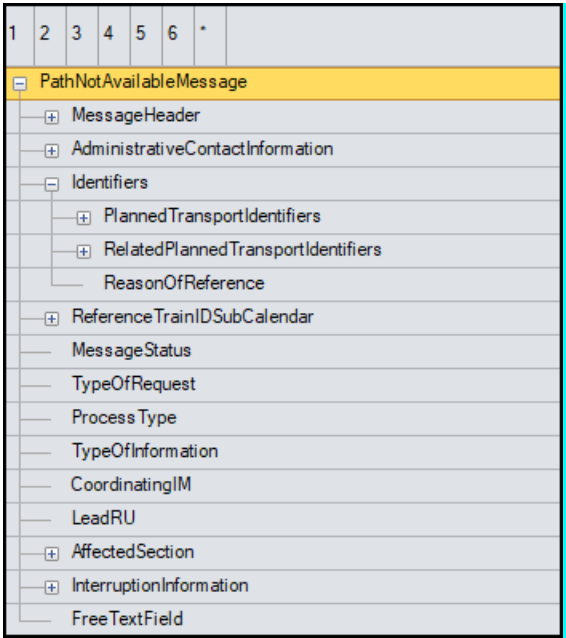 1 2 3 4 5 6 *
PathNotAvailableMessage
MessageHeader
AdministrativeContactInformation
Identifiers
PlannedTransportIdentifiers
RelatedPlannedTransportIdentifiers
ReasonOfReference
ReferenceTrainIDSubCalendar
MessageStatus
TypeOfRequest
ProcessType
TypeOfInformation
CoordinatingIM
LeadRU
AffectedSection
InterruptionInformation
FreeTextField